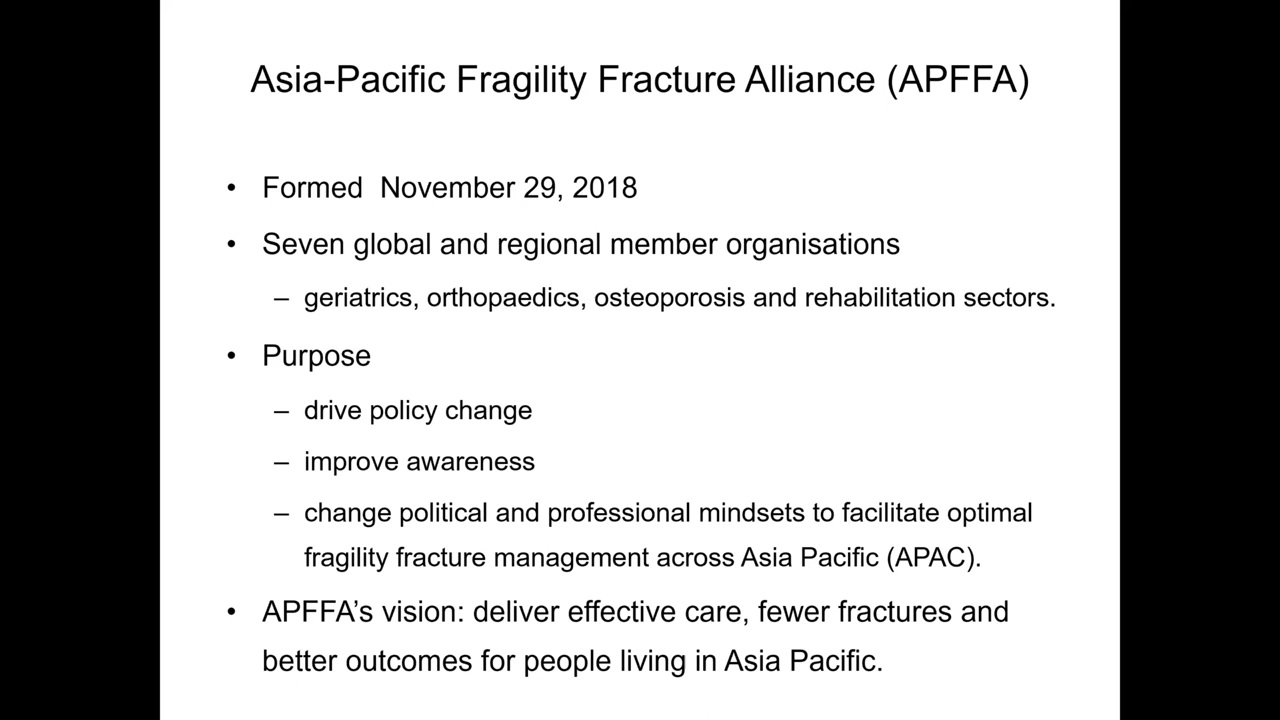 Asia-Pacific Fragility Fracture Alliance (APFFA)
• Formed  November 29, 2018
• Seven global and regional member organisations
– geriatrics, orthopaedics, osteoporosis and rehabilitation sectors.
• Purpose
– drive policy change
– improve awareness
– change political and professional mindsets to facilitate optimal
fragility fracture management across Asia Pacific (APAC).
• APFFA’s vision: deliver effective care, fewer fractures and
better outcomes for people living in Asia Pacific.